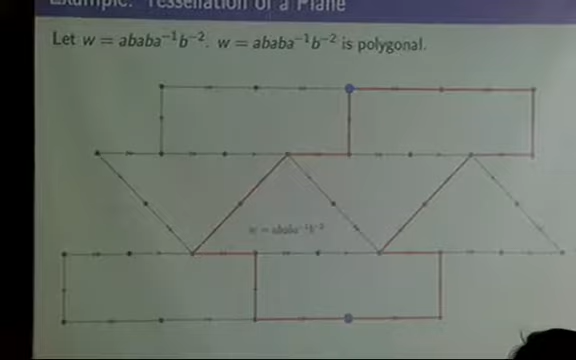 Example: Tessellation of a Plane
Let w = ababa⁻¹b⁻². w = ababa⁻¹b⁻² is polygonal.
w = ababa⁻¹b⁻²